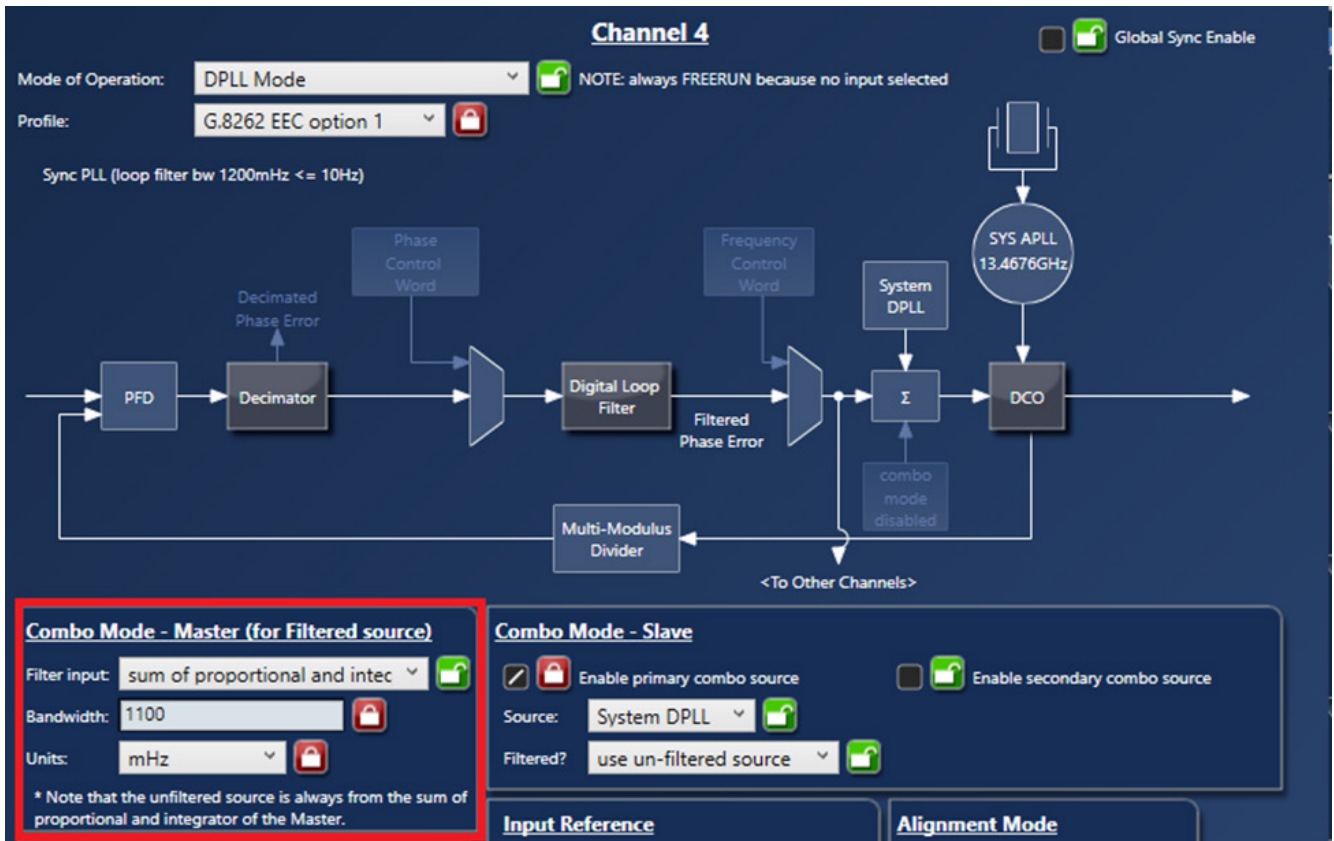 Channel 4
Global Sync Enable
Mode of Operation:
DPLL Mode
NOTE: always FREERUN because no input selected
Profile:
G.8262 EEC option 1
Sync PLL (loop filter bw 1200mHz <= 10Hz)
Phase
Control
Word
Frequency
Control
Word
SYS APLL
13.4676GHz
System
DPLL
Decimated
Phase Error
PFD
Decimator
Digital Loop
Filter
Filtered
Phase Error
Σ
DCO
combo
mode
disabled
Multi-Modulus
Divider
<To Other Channels>
Combo Mode - Master (for Filtered source)
Filter input:
sum of proportional and intec
Bandwidth:
1100
Units:
mHz
* Note that the unfiltered source is always from the sum of
proportional and integrator of the Master.
Combo Mode - Slave
Enable primary combo source
Enable secondary combo source
Source:
System DPLL
Filtered?
use un-filtered source
Input Reference
Alignment Mode